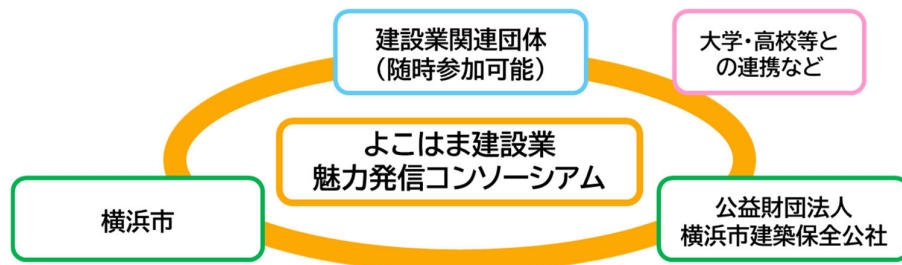 建設業関連団体
(随時参加可能)
大学・高校等と
の連携など
よこはま建設業
魅力発信コンソーシアム
横浜市
公益財団法人
横浜市建築保全公社